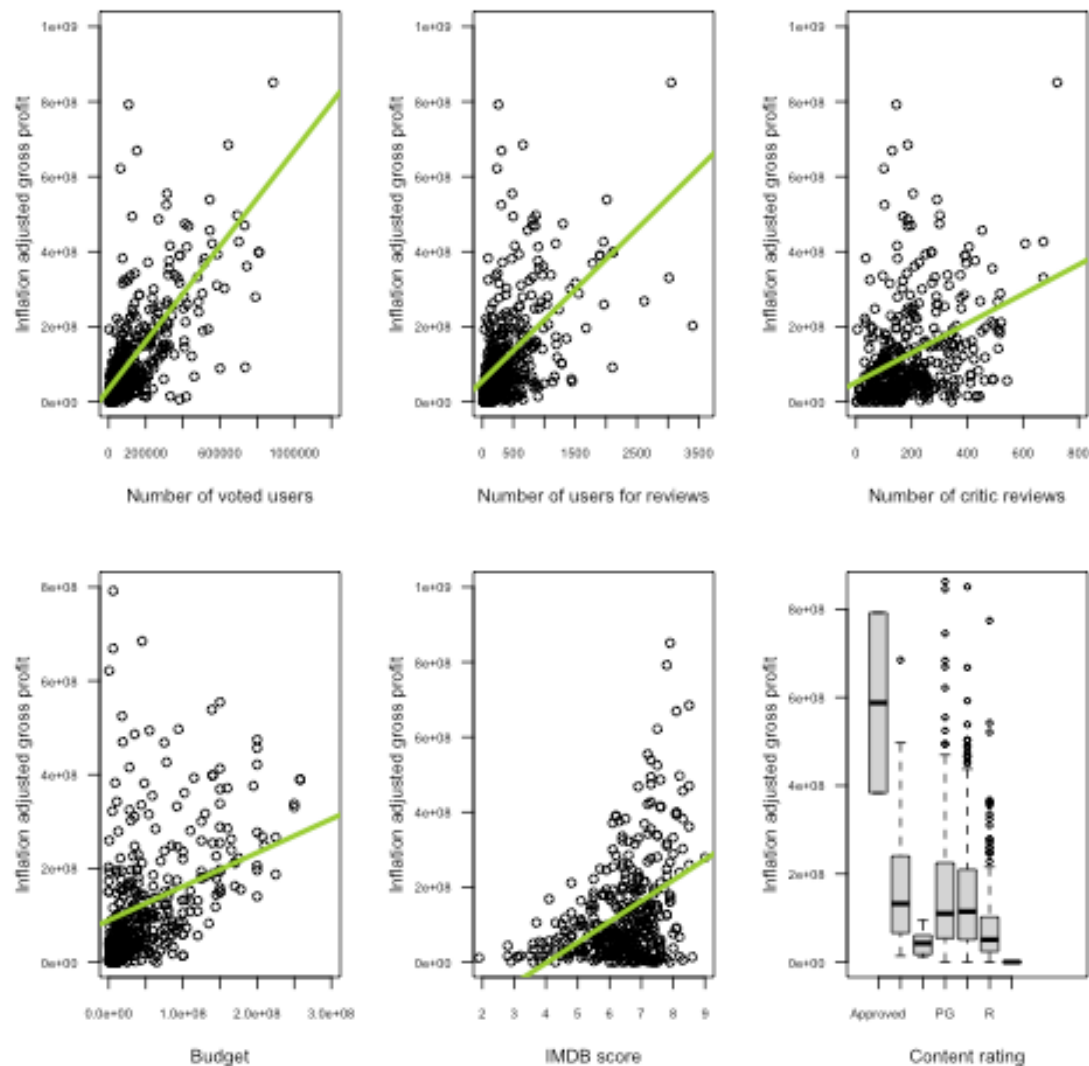 Inflation adjusted gross profit
1e+09
8e+08
6e+08
4e+08
2e+08
0e+00
0 200000 600000 1000000
Number of voted users
Inflation adjusted gross profit
1e+09
8e+08
6e+08
4e+08
2e+08
0e+00
0 500 1500 2500 3500
Number of users for reviews
Inflation adjusted gross profit
1e+09
8e+08
6e+08
4e+08
2e+08
0e+00
0 200 400 600 800
Number of critic reviews
Inflation adjusted gross profit
8e+08
6e+08
4e+08
2e+08
0e+00
0.0e+00 1.0e+08 2.0e+08 3.0e+08
Budget
Inflation adjusted gross profit
1e+09
8e+08
6e+08
4e+08
2e+08
0e+00
2 3 4 5 6 7 8 9
IMDB score
Inflation adjusted gross profit
8e+08
6e+08
4e+08
2e+08
0e+00
Approved PG R
Content rating